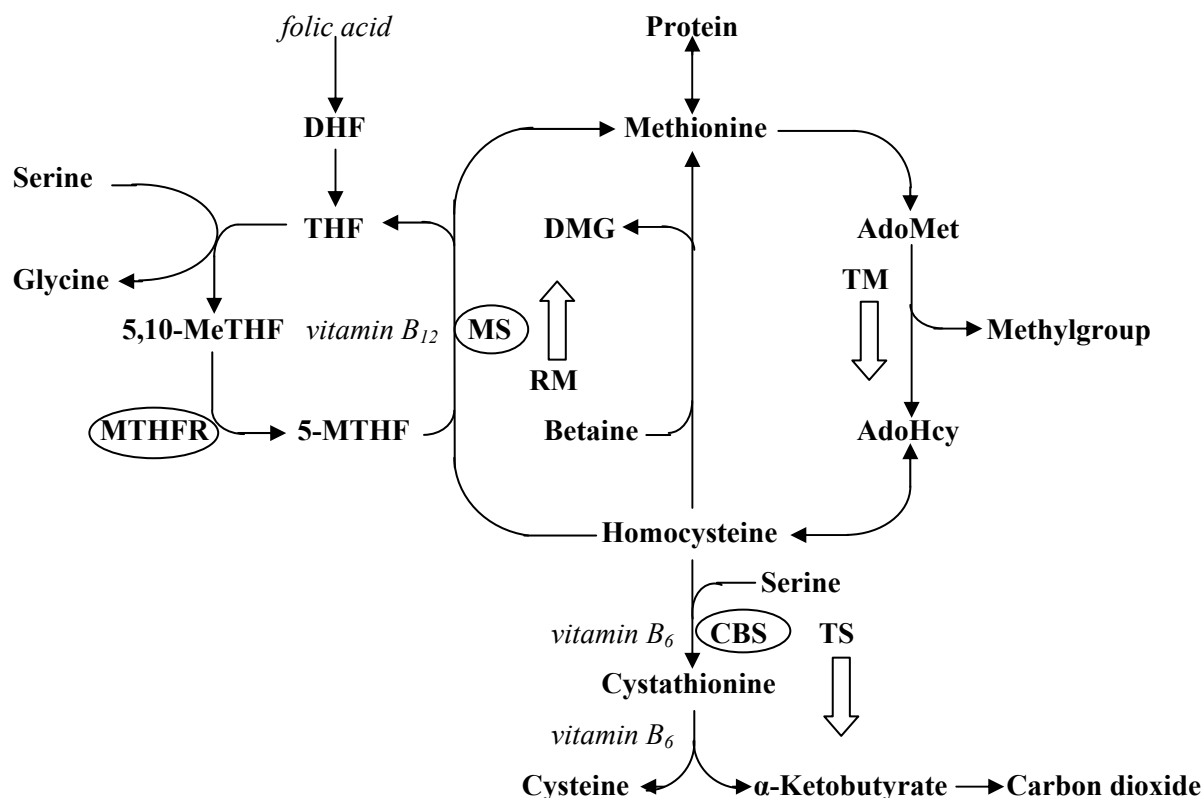 folic acid
Protein
DHF
Methionine
Serine
THF
DMG
AdoMet
Glycine
TM
5,10-MeTHF
vitamin B12
MS
Methylgroup
RM
MTHFR
5-MTHF
Betaine
AdoHcy
Homocysteine
Serine
vitamin B6
CBS
TS
Cystathionine
vitamin B6
Cysteine
α-Ketobutyrate
Carbon dioxide